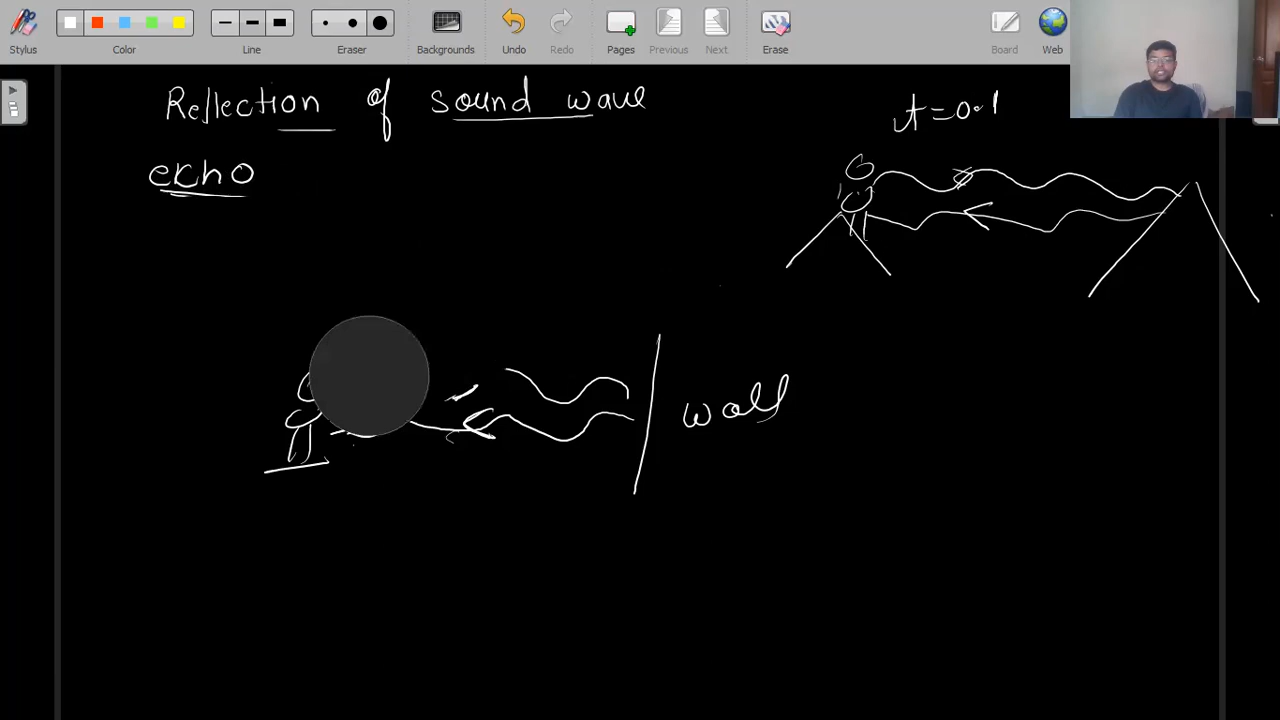 Stylus
Color
Line
Eraser
Backgrounds
Undo
Redo
Pages
Previous
Next
Erase
Board
Web
Reflection of sound wave
t=0.1
echo
wall